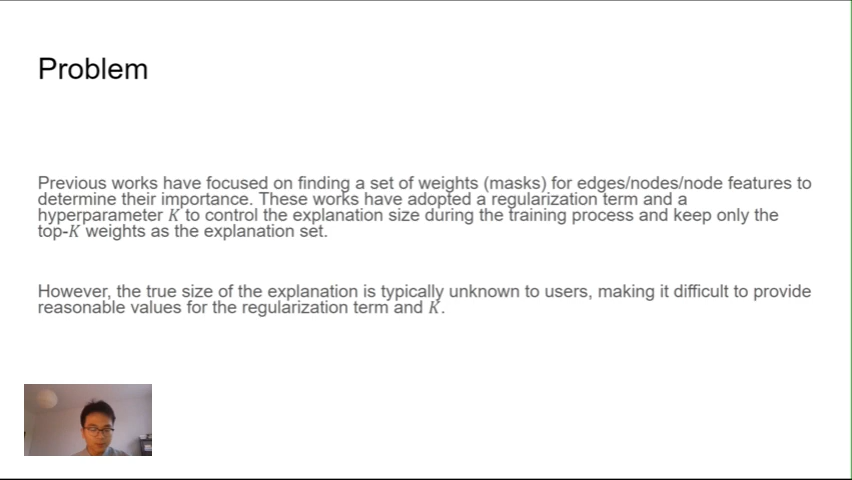 Problem
Previous works have focused on finding a set of weights (masks) for edges/nodes/node features to
determine their importance. These works have adopted a regularization term and a
hyperparameter K to control the explanation size during the training process and keep only the
top-K weights as the explanation set.
However, the true size of the explanation is typically unknown to users, making it difficult to provide
reasonable values for the regularization term and K.